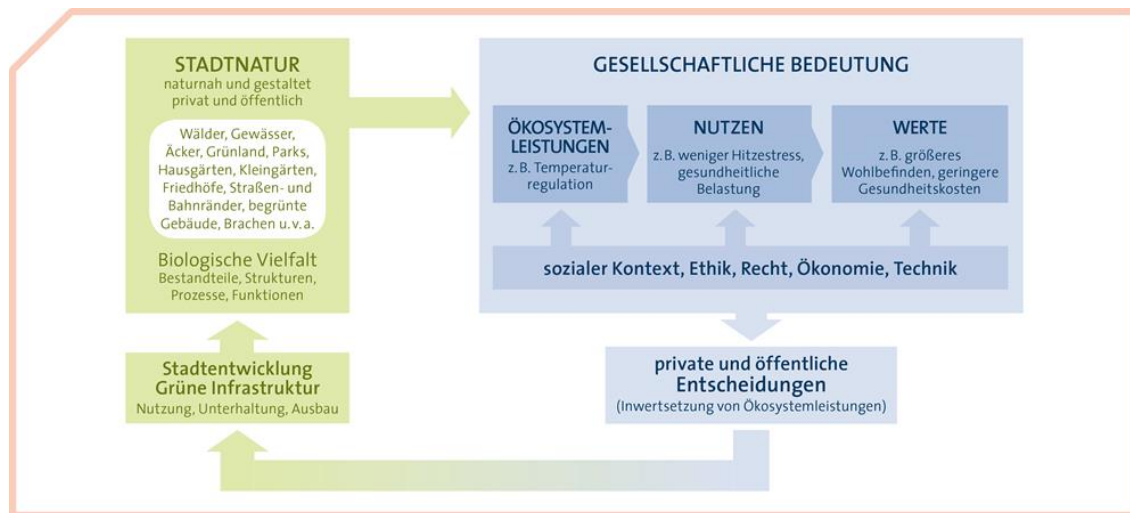 STADTNATUR
naturnah und gestaltet
privat und öffentlich
Wälder, Gewässer,
Äcker, Grünland, Parks,
Hausgärten, Kleingärten,
Friedhöfe, Straßen- und
Bahnränder, begrünte
Gebäude, Brachen u. v. a.
Biologische Vielfalt
Bestandteile, Strukturen,
Prozesse, Funktionen
GESELLSCHAFTLICHE BEDEUTUNG
ÖKOSYSTEM-
LEISTUNGEN
z. B. Temperatur-
regulation
NUTZEN
z. B. weniger Hitzestress,
gesundheitliche
Belastung
WERTE
z. B. größeres
Wohlbefinden, geringere
Gesundheitskosten
sozialer Kontext, Ethik, Recht, Ökonomie, Technik
Stadtentwicklung
Grüne Infrastruktur
Nutzung, Unterhaltung, Ausbau
private und öffentliche
Entscheidungen
(Inwertsetzung von Ökosystemleistungen)